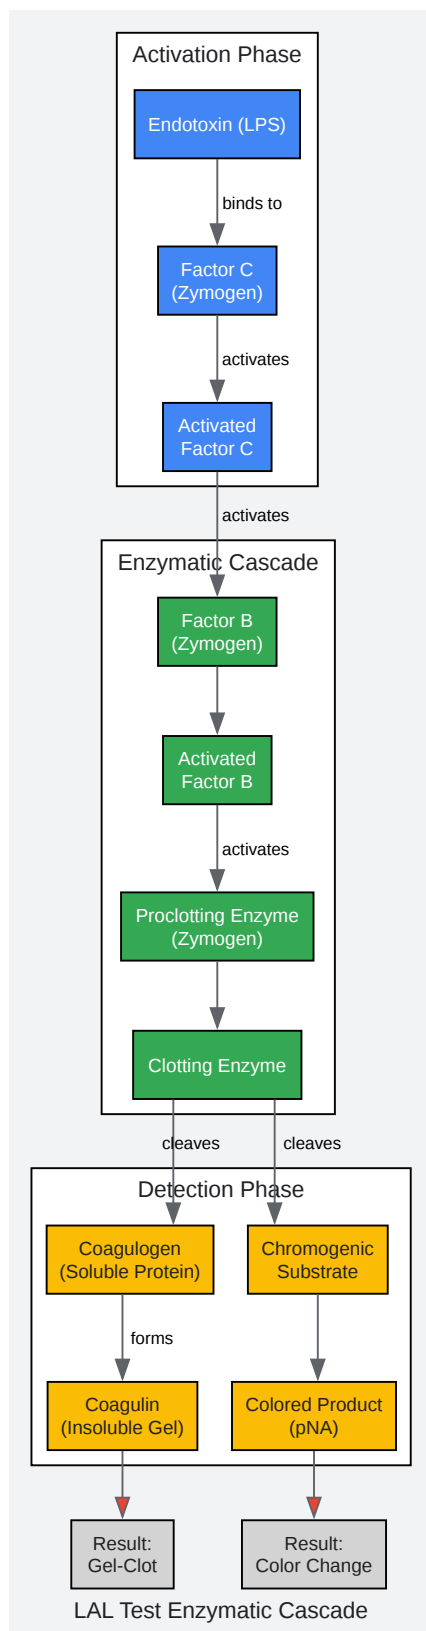 Activation Phase
Endotoxin (LPS)
binds to
Factor C
(Zymogen)
activates
Activated
Factor C
activates
Enzymatic Cascade
Factor B
(Zymogen)
Activated
Factor B
activates
Proclotting Enzyme
(Zymogen)
Clotting Enzyme
cleaves
cleaves
Detection Phase
Coagulogen
(Soluble Protein)
Chromogenic
Substrate
forms
Coagulin
(Insoluble Gel)
Colored Product
(pNA)
Result:
Gel-Clot
Result:
Color Change
LAL Test Enzymatic Cascade